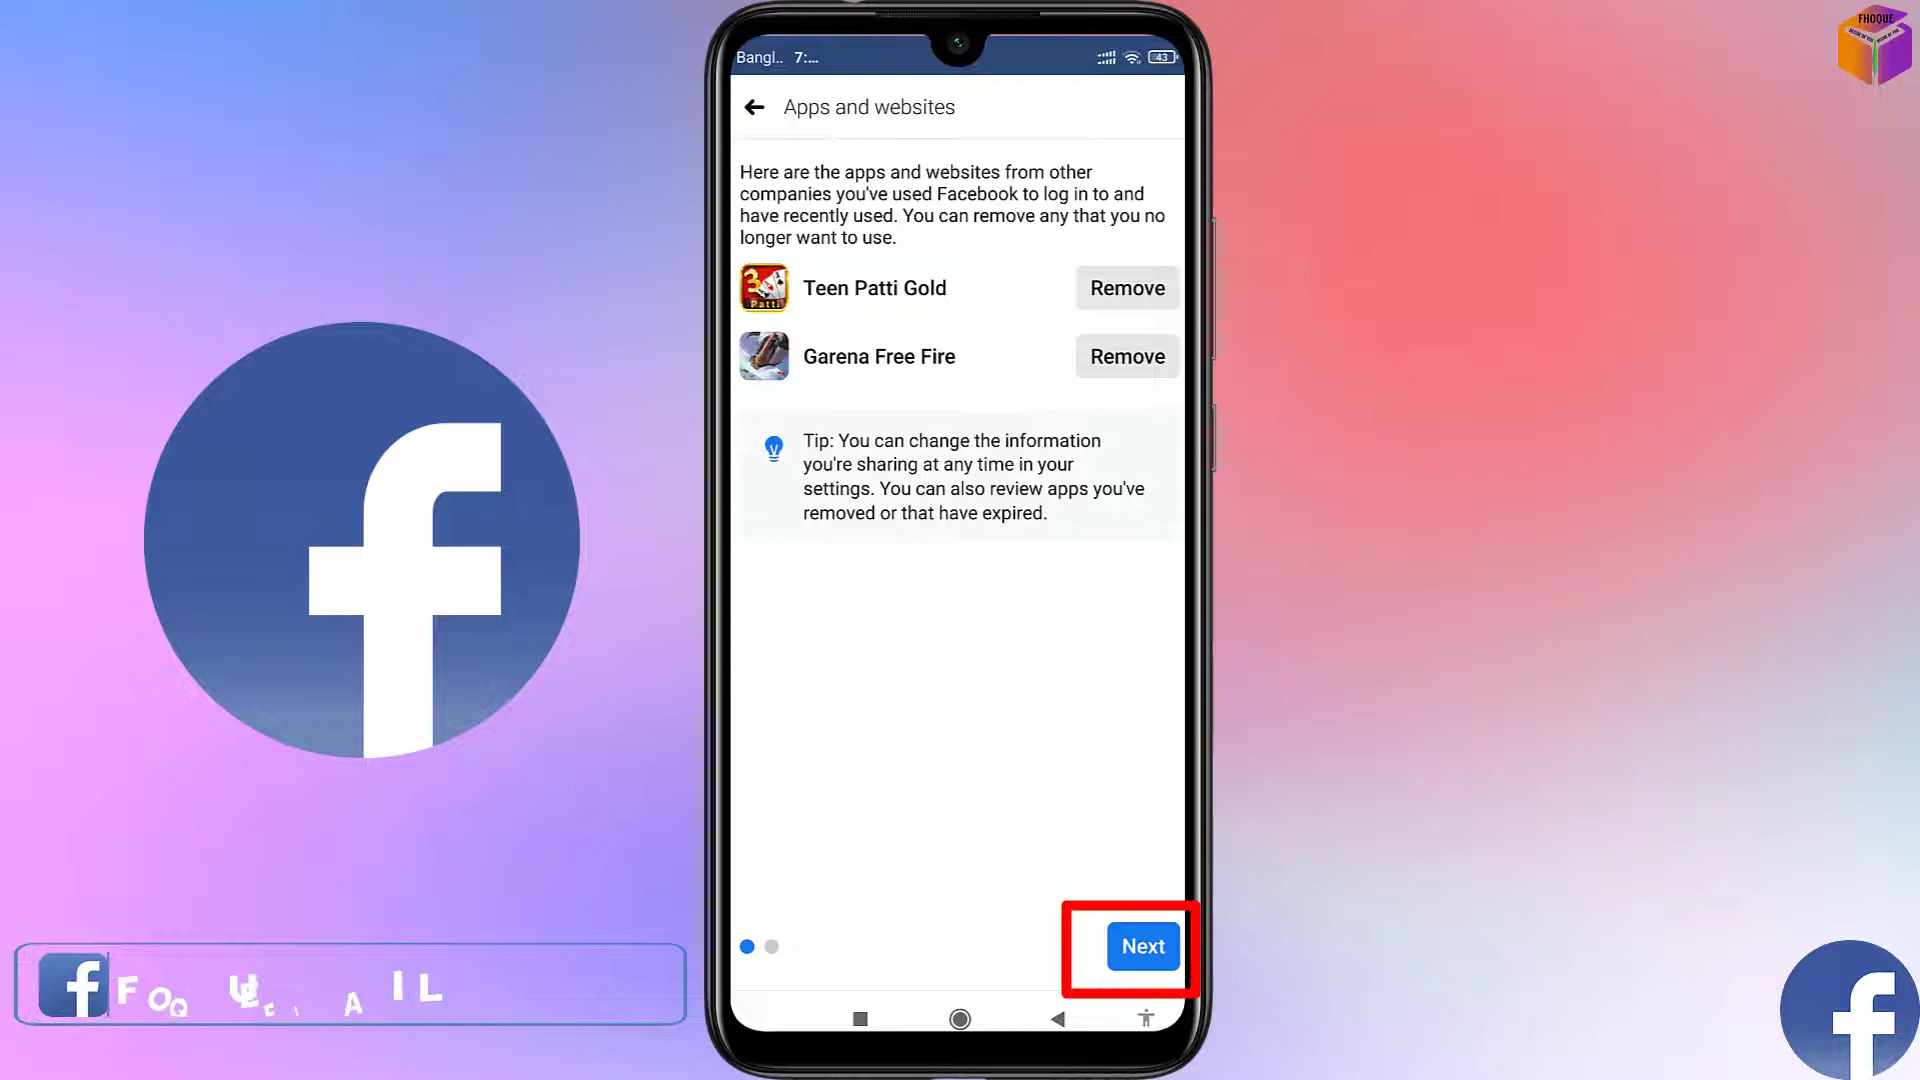 FHOQUE
Bangl.. 7:...
43
Apps and websites
Here are the apps and websites from other
companies you've used Facebook to log in to and
have recently used. You can remove any that you no
longer want to use.
Teen Patti Gold
Remove
Garena Free Fire
Remove
Tip: You can change the information
you're sharing at any time in your
settings. You can also review apps you've
removed or that have expired.
Next